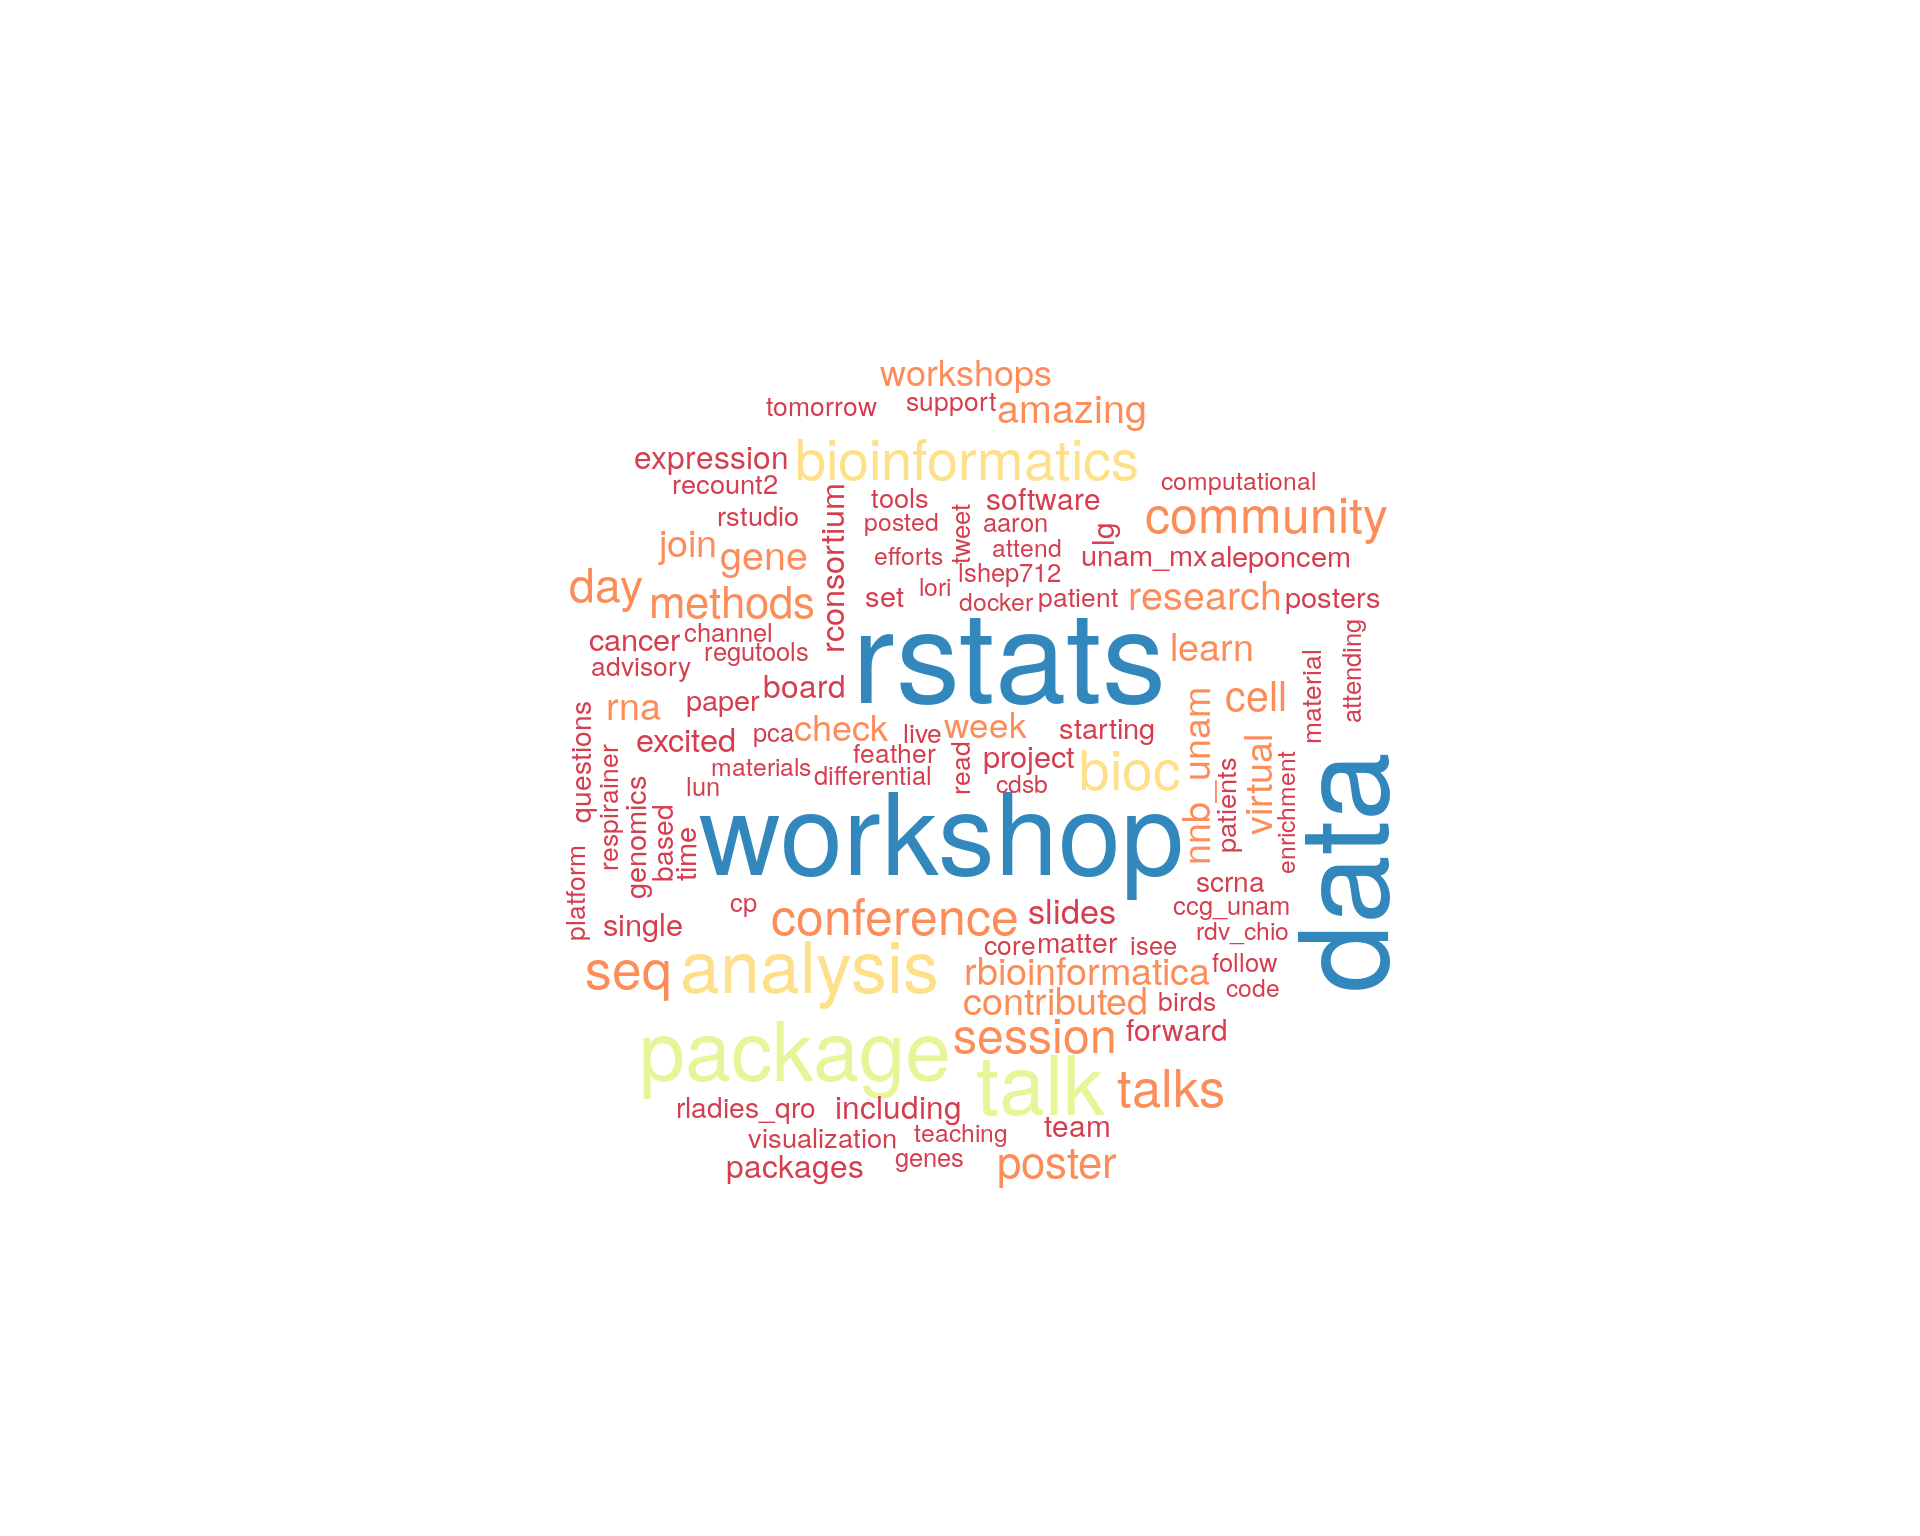 workshops
tomorrow support amazing
expression bioinformatics
recount2 computational
rstudio rconsortium tools software community
posted tweet aaron lg
join gene efforts attend unam_mx aleponcem
day lshep712
methods set lori docker patient research posters
cancer channel rstats learn attending
advisory regutools material
rna paper board cell
questions excited pca check live week starting nnb_unam
respirainer materials feather read project bioc virtual
lun differential cdsb patients enrichment data
platform genomics based time workshop
scrna
single cp conference slides ccg_unam
core matter isee rdv_chio
seq analysis rbioinformatica follow
contributed birds code
package session forward
talk talks
rladies_qro including
visualization teaching team
packages genes poster